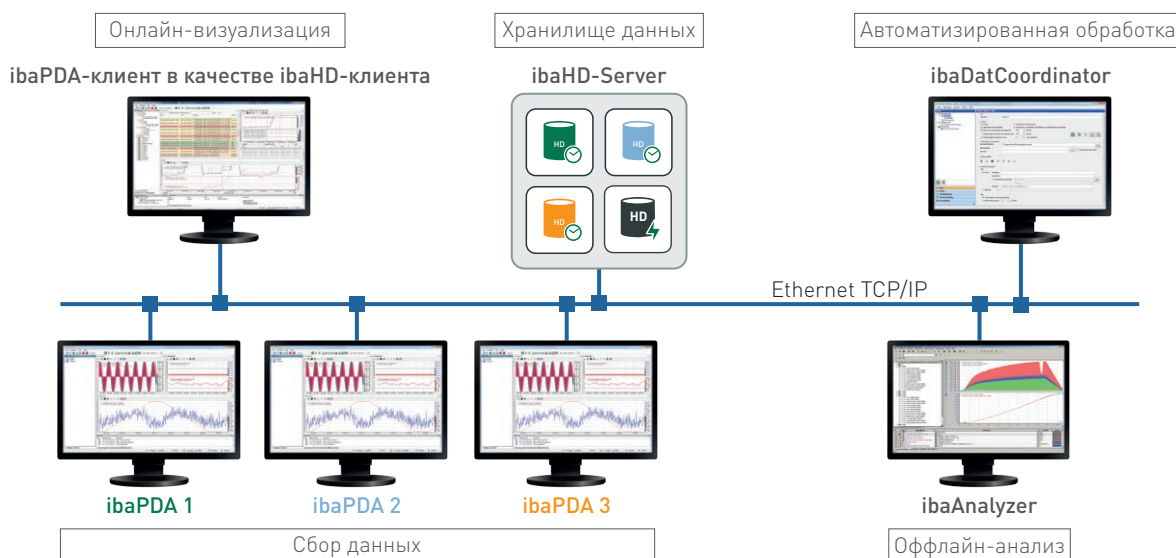 Онлайн-визуализация
Хранилище данных
Автоматизированная обработка
ibaPDA-клиент в качестве ibaHD-клиента
ibaHD-Server
ibaDatCoordinator
HD
HD
HD
HD
Ethernet TCP/IP
ibaPDA 1
ibaPDA 2
ibaPDA 3
ibaAnalyzer
Сбор данных
Оффлайн-анализ